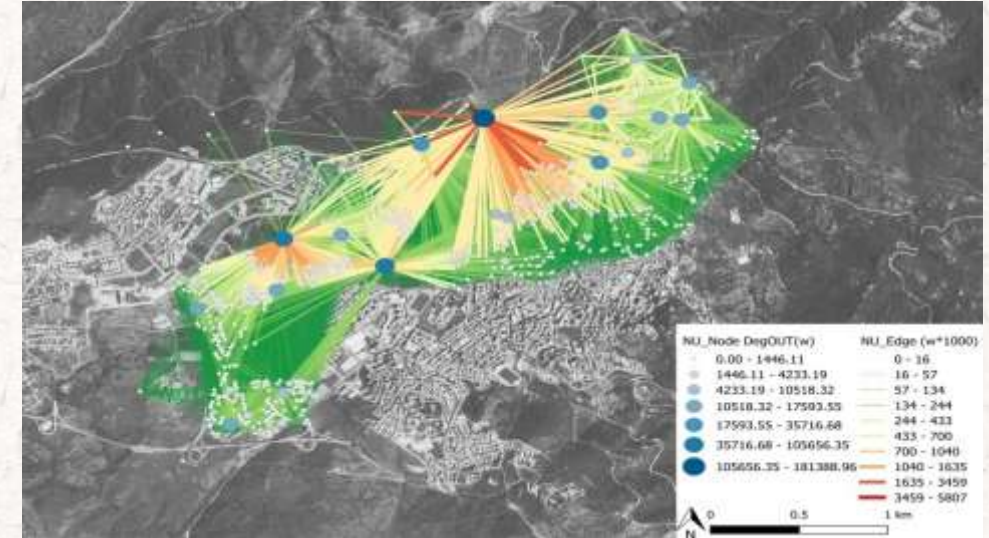 NU_Node DegOUT(w)
0.00 - 1446.11
1446.11 - 4233.19
4233.19 - 10518.32
10518.32 - 17593.55
17593.55 - 35716.68
35716.68 - 105656.35
105656.35 - 181388.96
NU_Edge (w*1000)
0 - 16
16 - 57
57 - 134
134 - 244
244 - 433
433 - 700
700 - 1040
1040 - 1635
1635 - 3459
3459 - 5807
N
0 0.5 1 km